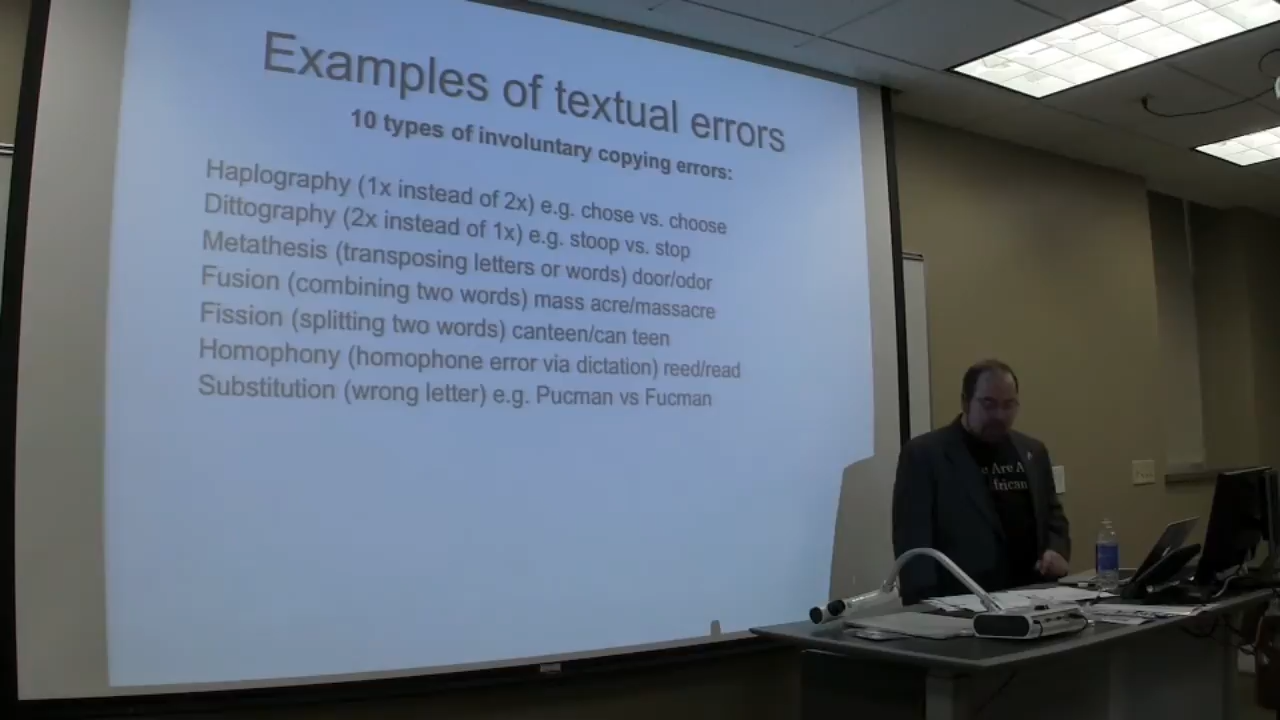 Examples of textual errors
10 types of involuntary copying errors:
Haplography (1x instead of 2x) e.g. chose vs. choose
Dittography (2x instead of 1x) e.g. stoop vs. stop
Metathesis (transposing letters or words) door/odor
Fusion (combining two words) mass acre/massacre
Fission (splitting two words) canteen/can teen
Homophony (homophone error via dictation) reed/read
Substitution (wrong letter) e.g. Pucman vs Fucman
e Are A
frican